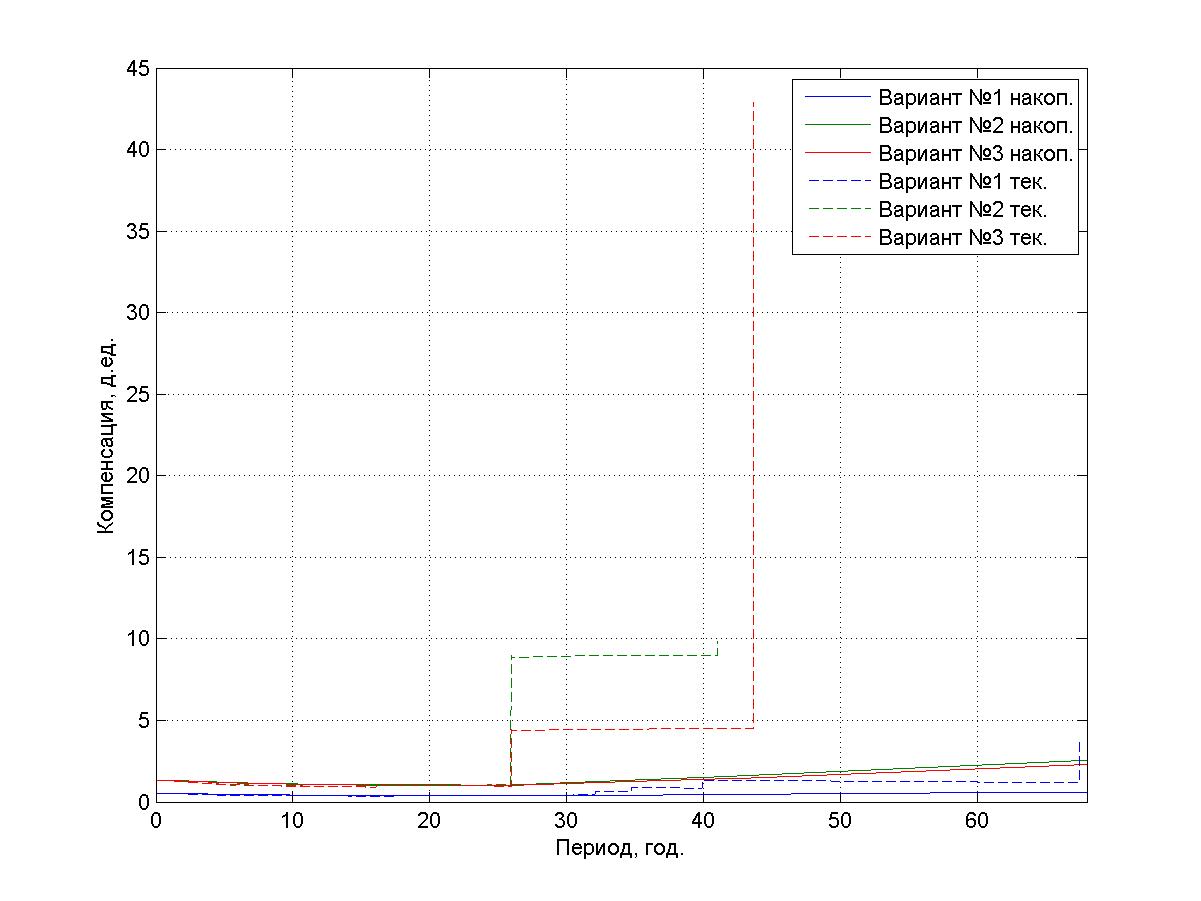 45
40
35
30
25
20
15
10
5
0
Компенсация, д.ед.
Вариант №1 накоп.
Вариант №2 накоп.
Вариант №3 накоп.
Вариант №1 тек.
Вариант №2 тек.
Вариант №3 тек.
0 10 20 30 40 50 60
Период, год.